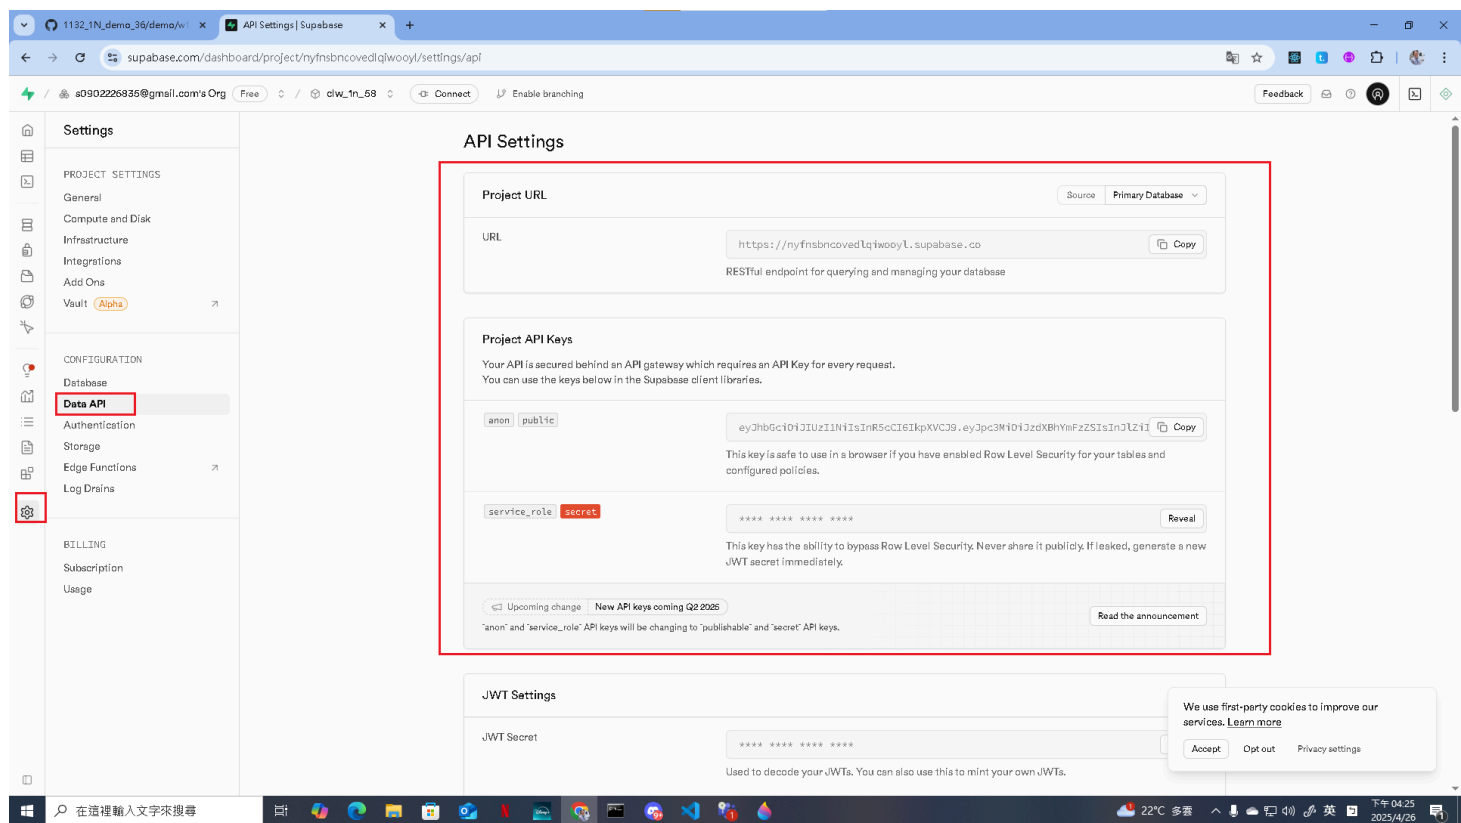 1132_1N_demo_36/demo/w1
API Settings | Supabase
supabase.com/dashboard/project/nyfnsbncovedlqiwooyl/settings/api
s0902226835@gmail.com's Org Free / clw_1n_58 Connect Enable branching
Feedback
Settings
PROJECT SETTINGS
General
Compute and Disk
Infrastructure
Integrations
Add Ons
Vault Alpha
CONFIGURATION
Database
Data API
Authentication
Storage
Edge Functions
Log Drains
BILLING
Subscription
Usage
API Settings
Project URL
Source Primary Database
URL
https://nyfnsbncovedlqiwooyl.supabase.co
Copy
RESTful endpoint for querying and managing your database
Project API Keys
Your API is secured behind an API gateway which requires an API Key for every request.
You can use the keys below in the Supabase client libraries.
anon public
eyJhbGciOiJIUzI1NiIsInR5cCI6IkpXVCJ9.eyJpc3MiOiJzdXBhYmFzZSIsInJlZiI
Copy
This key is safe to use in a browser if you have enabled Row Level Security for your tables and
configured policies.
service_role secret
**** **** **** ****
Reveal
This key has the ability to bypass Row Level Security. Never share it publicly. If leaked, generate a new
JWT secret immediately.
Upcoming change New API keys coming Q2 2025
"anon" and "service_role" API keys will be changing to "publishable" and "secret" API keys.
Read the announcement
JWT Settings
JWT Secret
**** **** **** ****
Used to decode your JWTs. You can also use this to mint your own JWTs.
We use first-party cookies to improve our
services. Learn more
Accept Opt out Privacy settings
在這裡輸入文字來搜尋
22°C 多雲
英
下午 04:25
2025/4/26